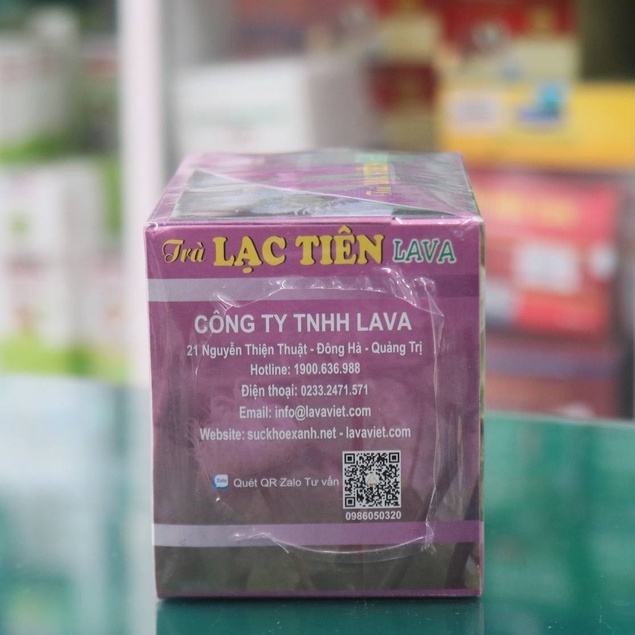 Trà LẠC TIÊN LAVA
CÔNG TY TNHH LAVA
21 Nguyễn Thiện Thuật - Đông Hà - Quảng Trị
Hotline: 1900.636.988
Điện thoại: 0233.2471.571
Email: info@lavaviet.com
Website: suckhoexanh.net - lavaviet.com
Zalo Quét QR Zalo Tư vấn
0986050320